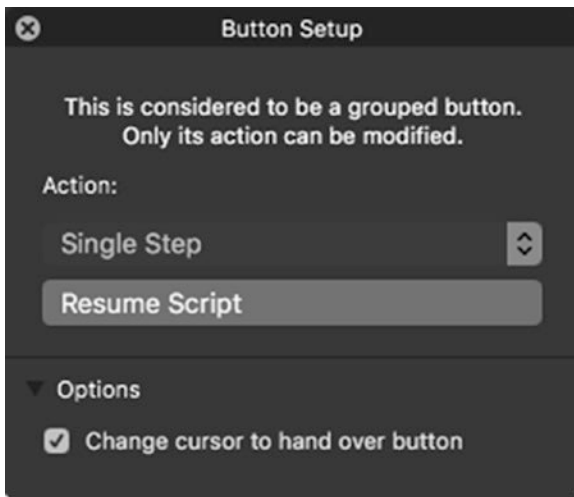 Button Setup
This is considered to be a grouped button.
Only its action can be modified.
Action:
Single Step
Resume Script
Options
Change cursor to hand over button